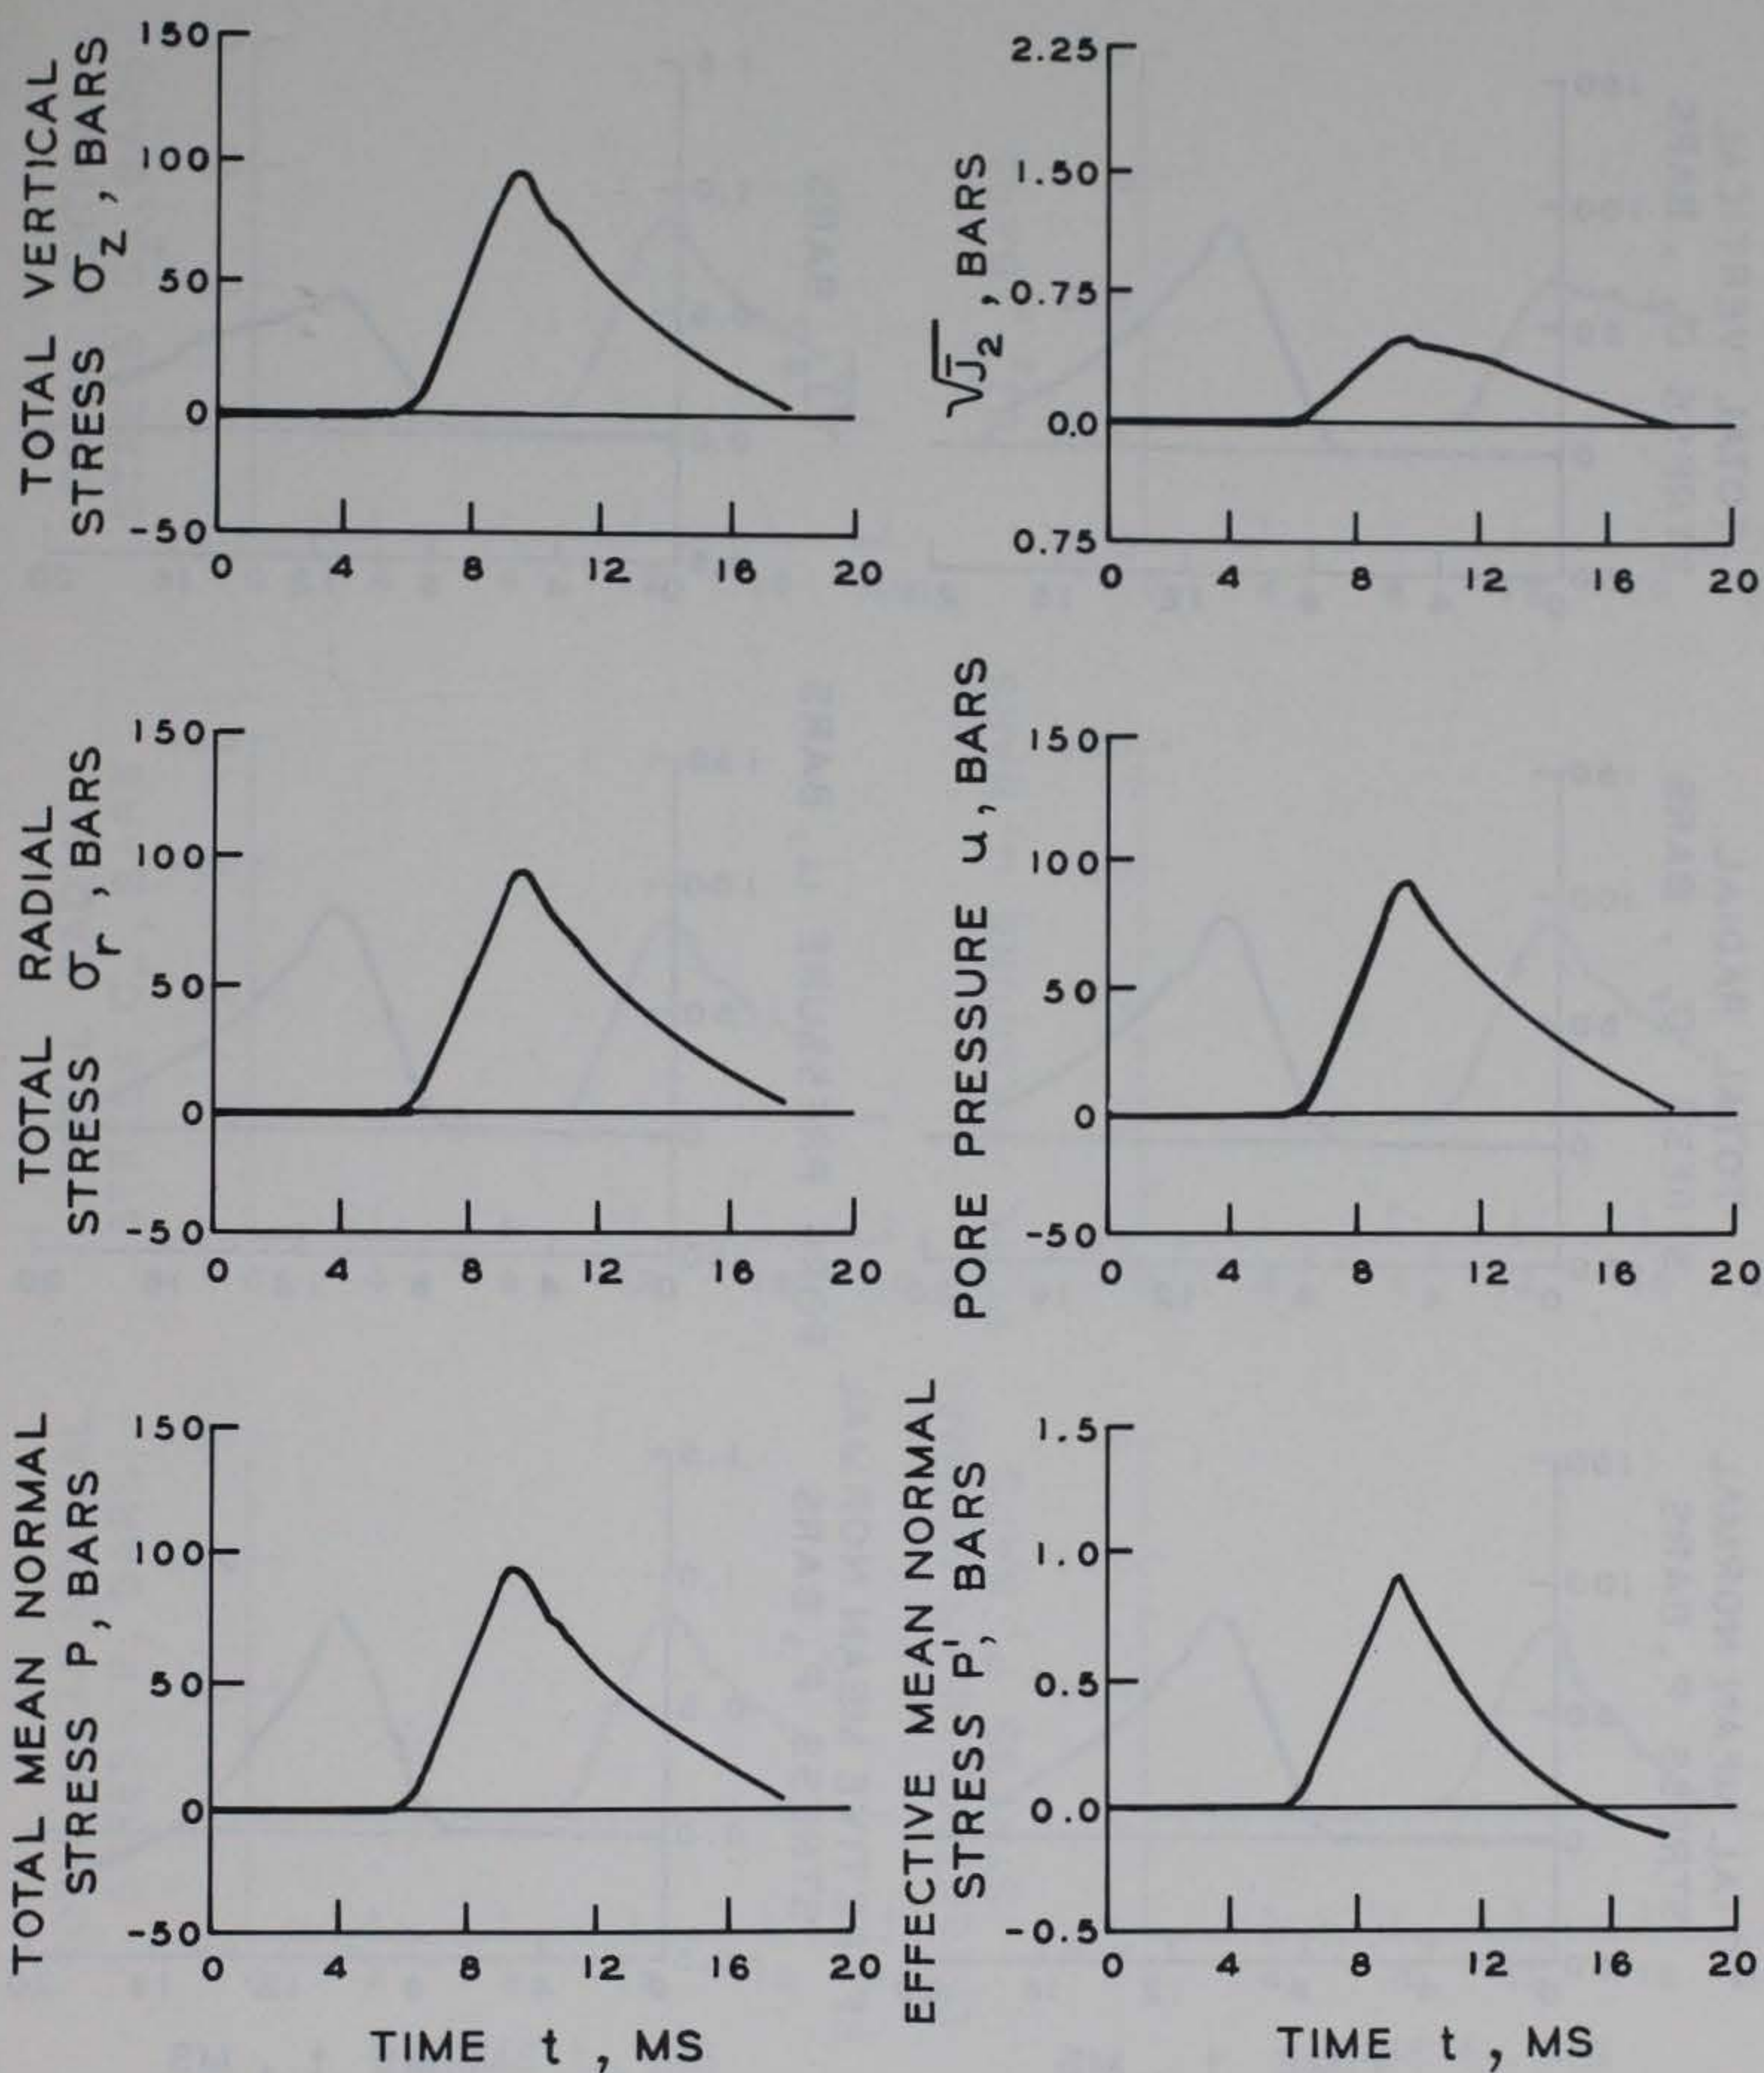 TOTAL VERTICAL
STRESS σz, BARS
150
100
50
0
-50
0 4 8 12 16 20
√J̅2, BARS
2.25
1.50
0.75
0.0
0.75
0 4 8 12 16 20
TOTAL RADIAL
STRESS σr, BARS
150
100
50
0
-50
0 4 8 12 16 20
PORE PRESSURE u, BARS
150
100
50
0
-50
0 4 8 12 16 20
TOTAL MEAN NORMAL
STRESS P, BARS
150
100
50
0
-50
0 4 8 12 16 20
TIME t, MS
EFFECTIVE MEAN NORMAL
STRESS P', BARS
1.5
1.0
0.5
0.0
-0.5
0 4 8 12 16 20
TIME t, MS